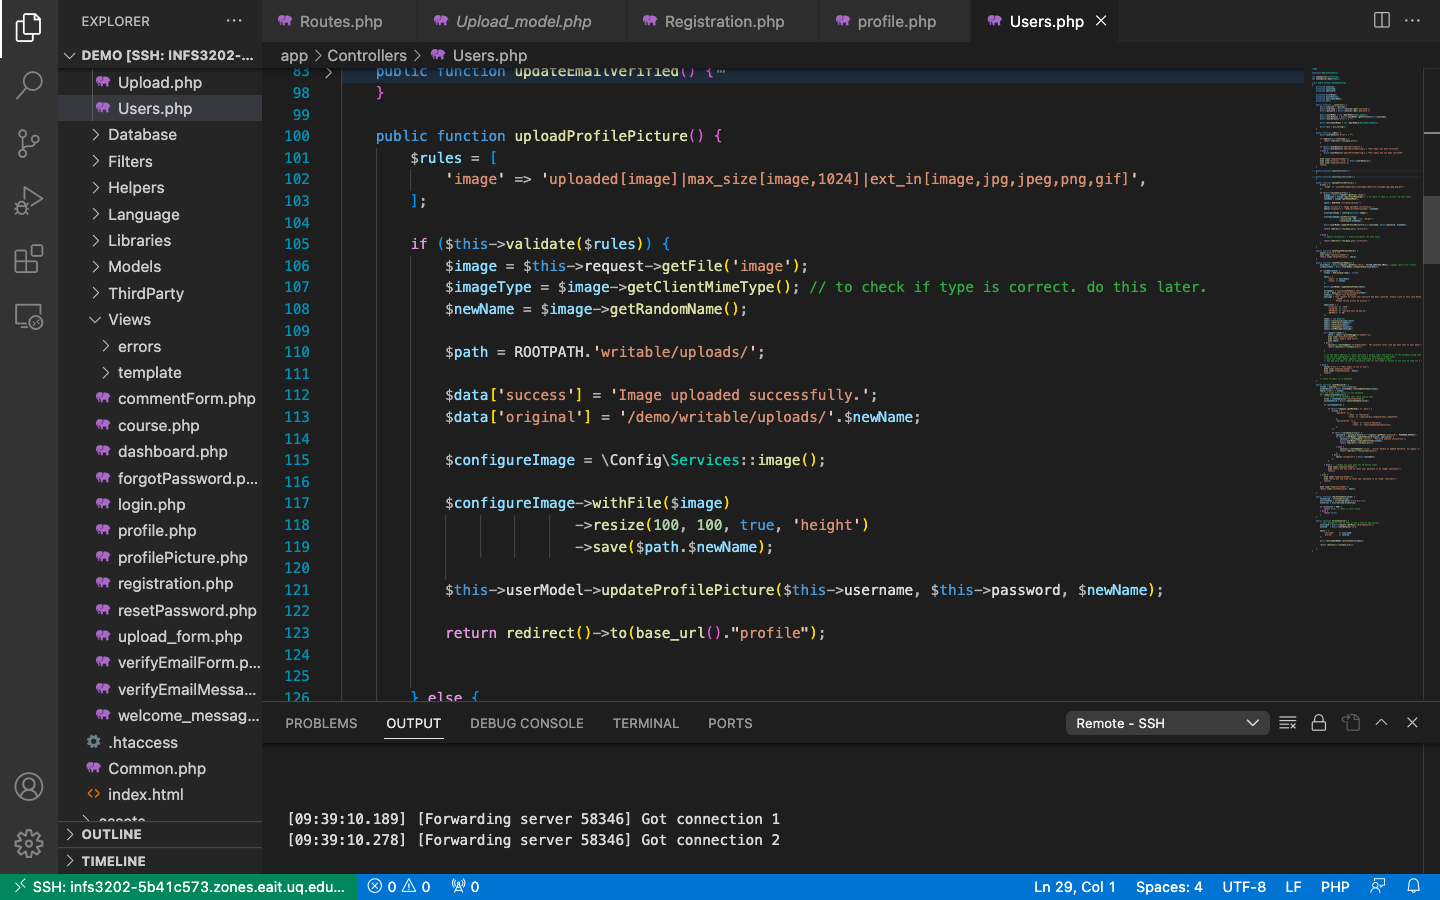 EXPLORER
Routes.php
Upload_model.php
Registration.php
profile.php
Users.php
DEMO [SSH: INFS3202-...
app > Controllers > Users.php
Upload.php
Users.php
Database
Filters
Helpers
Language
Libraries
Models
ThirdParty
Views
errors
template
commentForm.php
course.php
dashboard.php
forgotPassword.p...
login.php
profile.php
profilePicture.php
registration.php
resetPassword.php
upload_form.php
verifyEmailForm.p...
verifyEmailMessa...
welcome_messag...
.htaccess
Common.php
index.html
assets
OUTLINE
TIMELINE
83 public function updateEmailVerified() {…
98 }
99
100 public function uploadProfilePicture() {
101 $rules = [
102 'image' => 'uploaded[image]|max_size[image,1024]|ext_in[image,jpg,jpeg,png,gif]',
103 ];
104
105 if ($this->validate($rules)) {
106 $image = $this->request->getFile('image');
107 $imageType = $image->getClientMimeType(); // to check if type is correct. do this later.
108 $newName = $image->getRandomName();
109
110 $path = ROOTPATH.'writable/uploads/';
111
112 $data['success'] = 'Image uploaded successfully.';
113 $data['original'] = '/demo/writable/uploads/'.$newName;
114
115 $configureImage = \Config\Services::image();
116
117 $configureImage->withFile($image)
118 ->resize(100, 100, true, 'height')
119 ->save($path.$newName);
120
121 $this->userModel->updateProfilePicture($this->username, $this->password, $newName);
122
123 return redirect()->to(base_url()."profile");
124
125
126 } else {
PROBLEMS OUTPUT DEBUG CONSOLE TERMINAL PORTS
Remote - SSH
[09:39:10.189] [Forwarding server 58346] Got connection 1
[09:39:10.278] [Forwarding server 58346] Got connection 2
SSH: infs3202-5b41c573.zones.eait.uq.edu... 0 0 0
Ln 29, Col 1 Spaces: 4 UTF-8 LF PHP